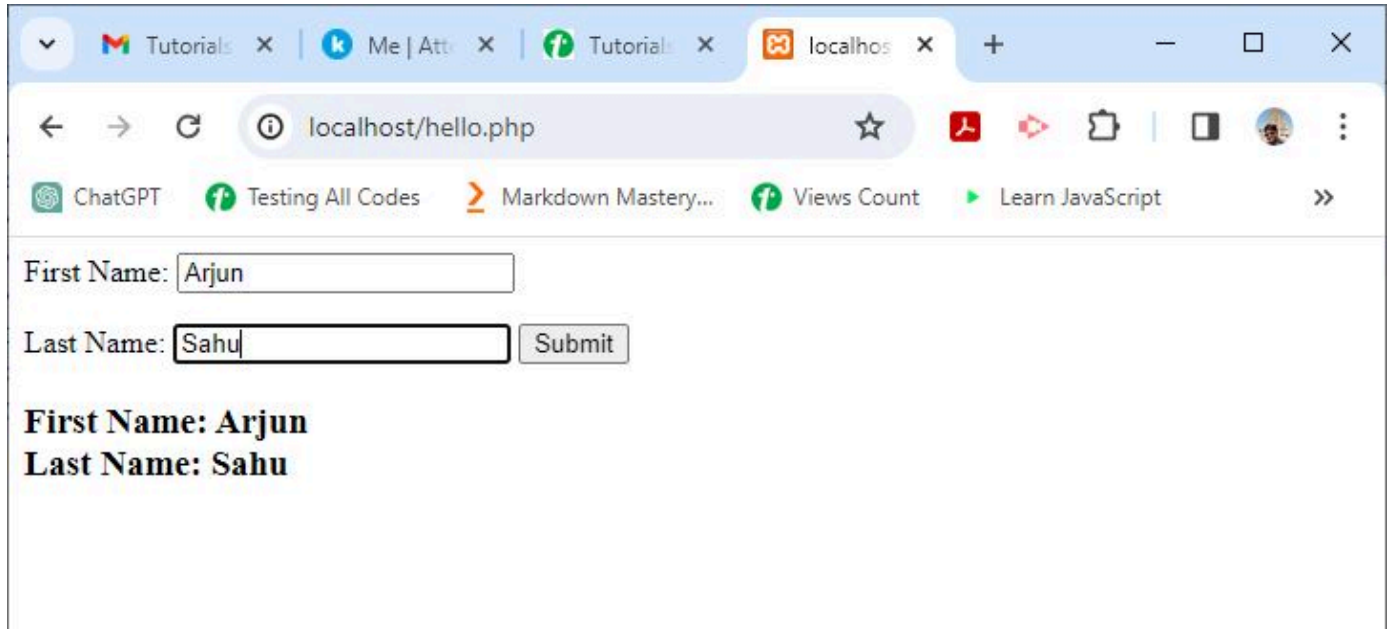 Tutorials Me | Att Tutorial localhos
localhost/hello.php
ChatGPT Testing All Codes Markdown Mastery... Views Count Learn JavaScript »
First Name: Arjun
Last Name: Sahu Submit
First Name: Arjun
Last Name: Sahu